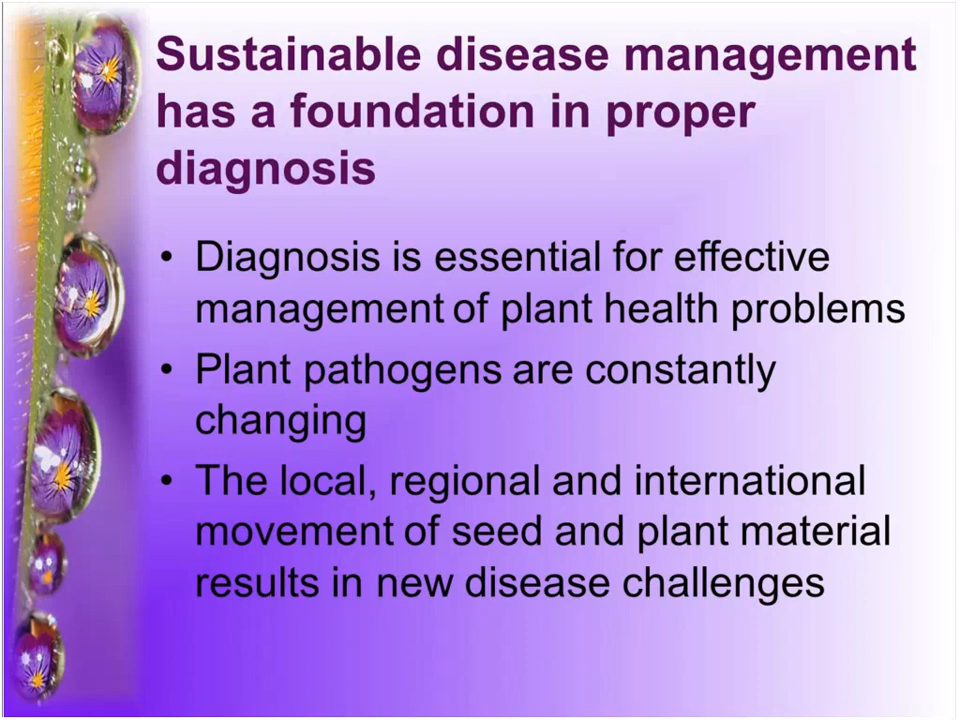 Sustainable disease management
has a foundation in proper
diagnosis
• Diagnosis is essential for effective
management of plant health problems
• Plant pathogens are constantly
changing
• The local, regional and international
movement of seed and plant material
results in new disease challenges